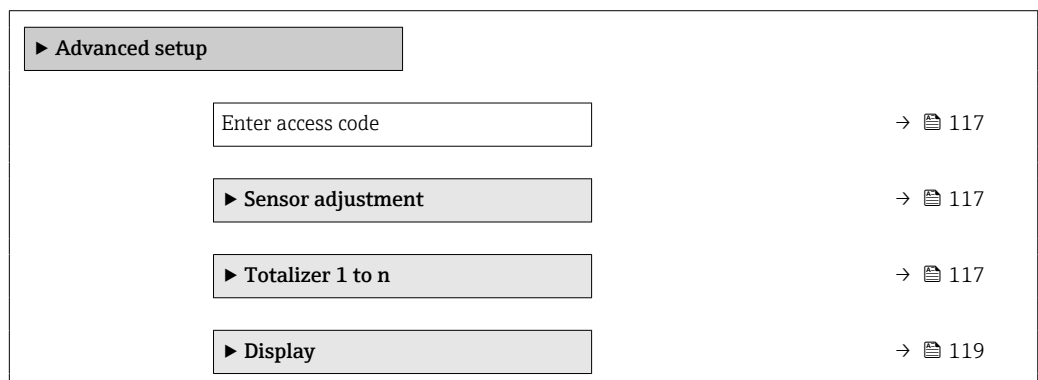 ▶ Advanced setup
Enter access code → 117
▶ Sensor adjustment → 117
▶ Totalizer 1 to n → 117
▶ Display → 119